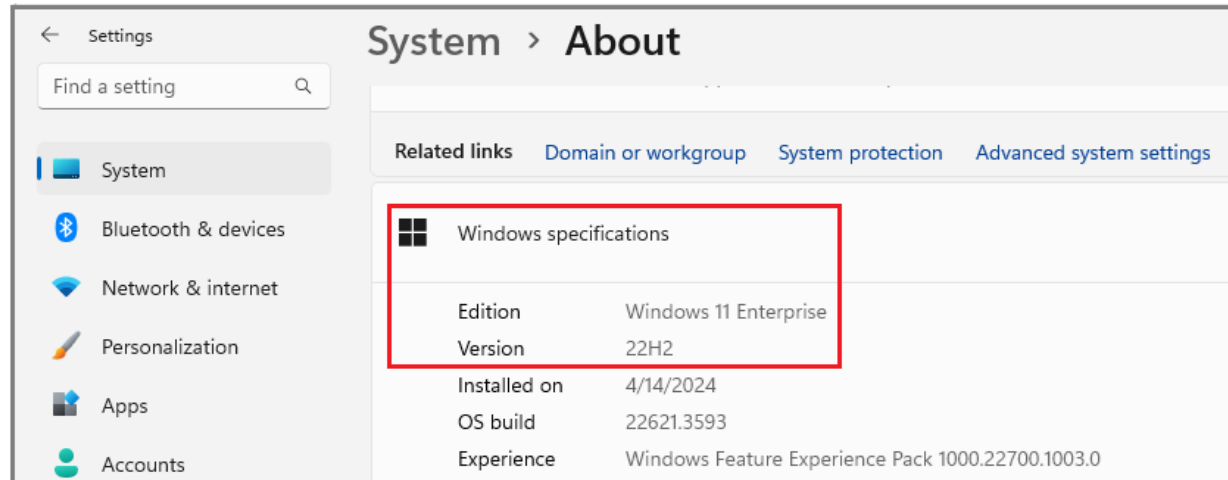 Settings
Find a setting
System
Bluetooth & devices
Network & internet
Personalization
Apps
Accounts
System > About
Related links Domain or workgroup System protection Advanced system settings
Windows specifications
Edition Windows 11 Enterprise
Version 22H2
Installed on 4/14/2024
OS build 22621.3593
Experience Windows Feature Experience Pack 1000.22700.1003.0